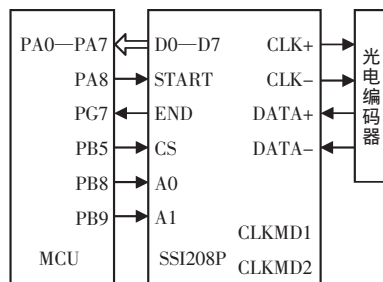 PA0—PA7 D0—D7 CLK+
PA8 START CLK−
PG7 END DATA+
PB5 CS DATA−
PB8 A0
PB9 A1
CLKMD1
MCU SSI208P CLKMD2
光电编码器